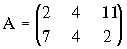 A = (2 4 11
7 4 2)